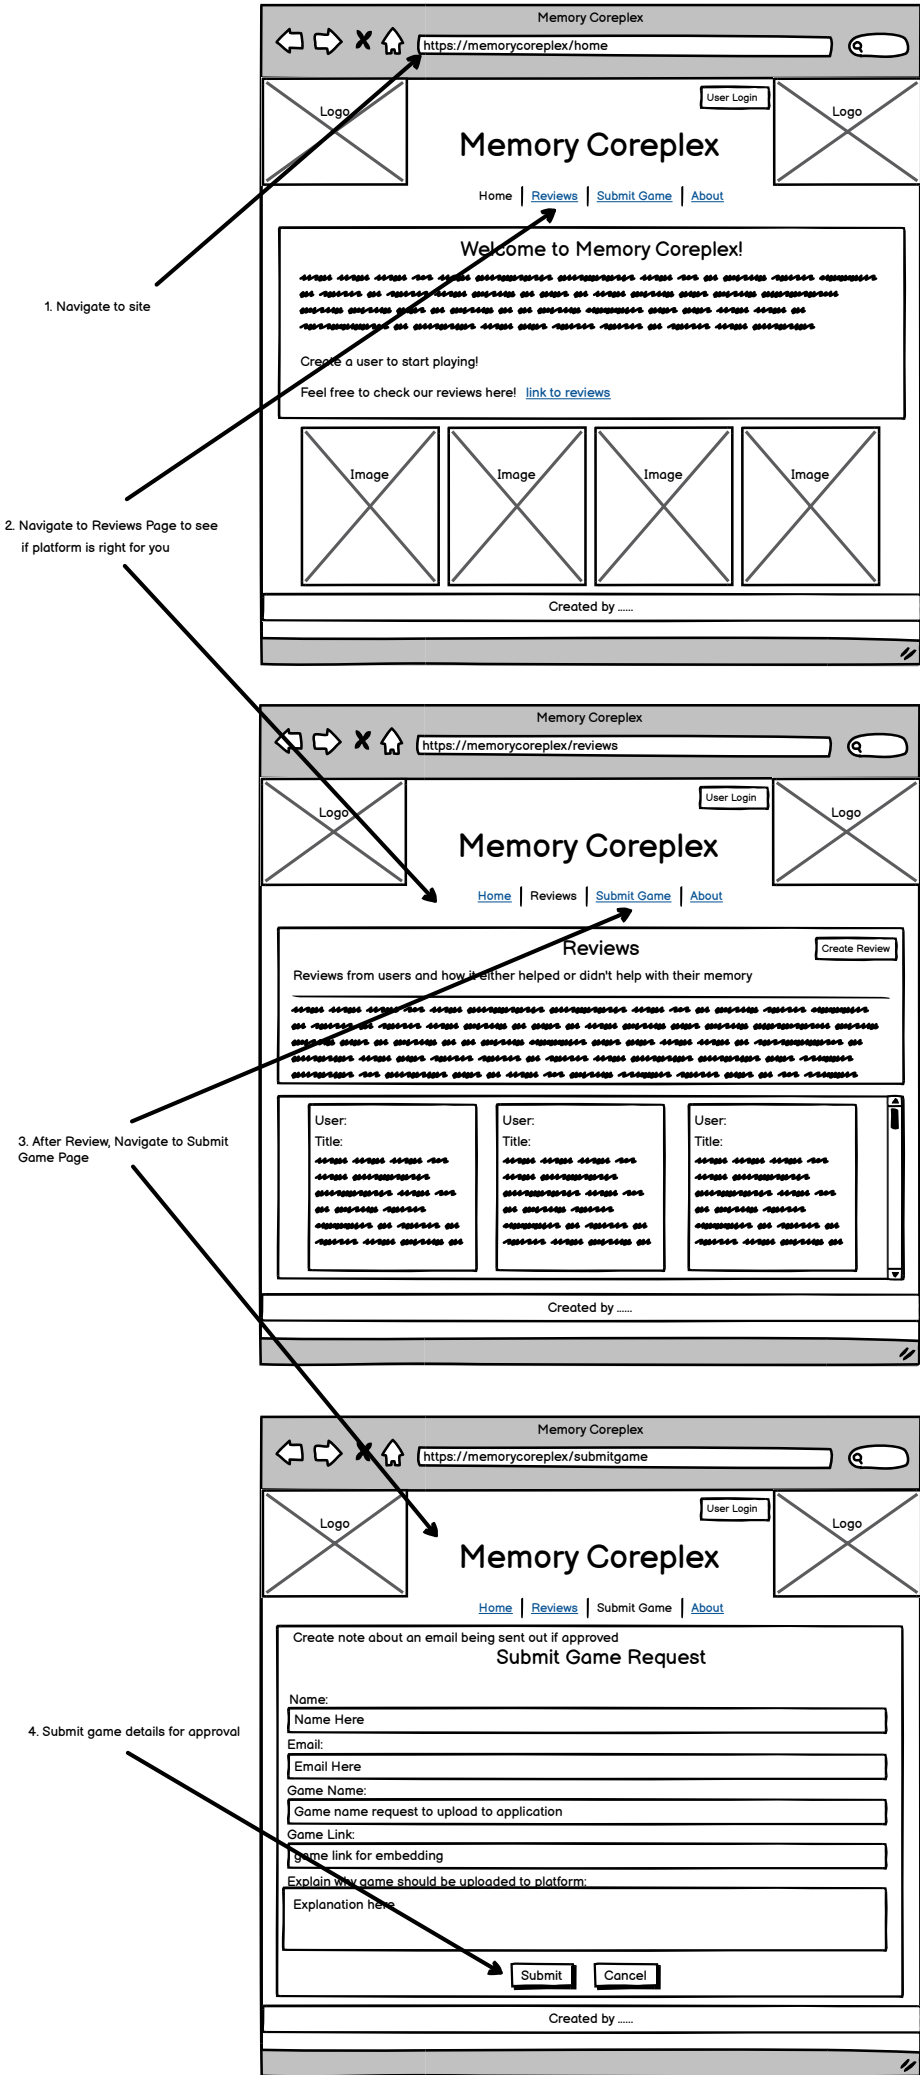 Memory Coreplex
https://memorycoreplex/home
Logo
User Login
Logo
Memory Coreplex
Home Reviews Submit Game About
Welcome to Memory Coreplex!
1. Navigate to site
Create a user to start playing!
Feel free to check our reviews here! link to reviews
Image Image Image Image
2. Navigate to Reviews Page to see
if platform is right for you
Created by ......
Memory Coreplex
https://memorycoreplex/reviews
Logo
User Login
Logo
Memory Coreplex
Home Reviews Submit Game About
Reviews
Create Review
Reviews from users and how it either helped or didn't help with their memory
3. After Review, Navigate to Submit
Game Page
User: User: User:
Title: Title: Title:
Created by ......
Memory Coreplex
https://memorycoreplex/submitgame
Logo
User Login
Logo
Memory Coreplex
Home Reviews Submit Game About
Create note about an email being sent out if approved
Submit Game Request
Name:
Name Here
4. Submit game details for approval
Email:
Email Here
Game Name:
Game name request to upload to application
Game Link:
game link for embedding
Explain why game should be uploaded to platform:
Explanation here
Submit Cancel
Created by ......